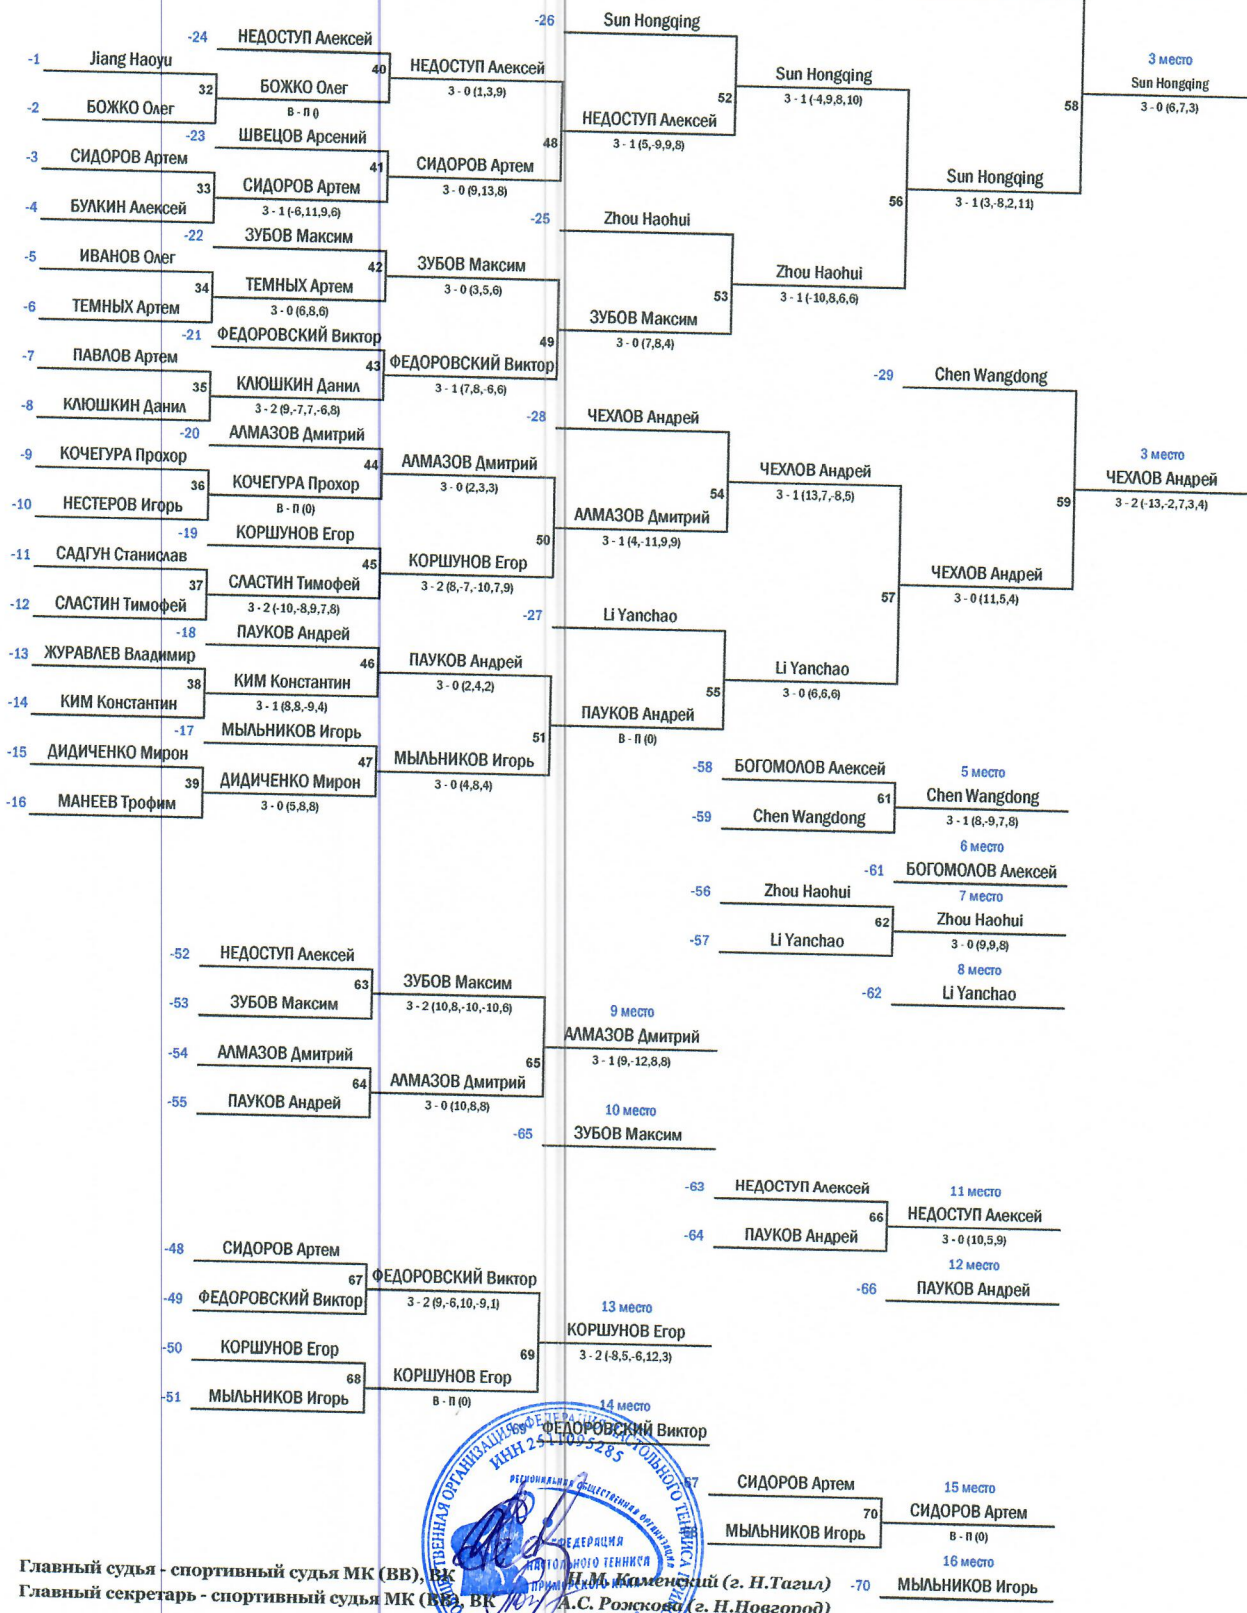 -1 Jiang Haoyu
-2 БОЖКО Олег
32
-3 СИДОРОВ Артем
-4 БУЛКИН Алексей
33
-5 ИВАНОВ Олег
-6 ТЕМНЫХ Артем
34
-7 ПАВЛОВ Артем
-8 КЛЮШКИН Данил
35
-9 КОЧЕГУРА Прохор
-10 НЕСТЕРОВ Игорь
36
-11 САДГУН Станислав
-12 СЛАСТИН Тимофей
37
-13 ЖУРАВЛЕВ Владимир
-14 КИМ Константин
38
-15 ДИДИЧЕНКО Мирон
-16 МАНЕЕВ Трофим
39
-24 НЕДОСТУП Алексей
БОЖКО Олег
В - П ()
40
-23 ШВЕЦОВ Арсений
СИДОРОВ Артем
3 - 1 (-6,11,9,6)
41
-22 ЗУБОВ Максим
ТЕМНЫХ Артем
3 - 0 (6,8,6)
42
-21 ФЕДОРОВСКИЙ Виктор
КЛЮШКИН Данил
3 - 2 (9,-7,7,-6,8)
43
-20 АЛМАЗОВ Дмитрий
КОЧЕГУРА Прохор
В - П (0)
44
-19 КОРШУНОВ Егор
СЛАСТИН Тимофей
3 - 2 (-10,-8,9,7,8)
45
-18 ПАУКОВ Андрей
КИМ Константин
3 - 1 (8,8,-9,4)
46
-17 МЫЛЬНИКОВ Игорь
ДИДИЧЕНКО Мирон
3 - 0 (5,8,8)
47
НЕДОСТУП Алексей
3 - 0 (1,3,9)
СИДОРОВ Артем
3 - 0 (9,13,8)
48
ЗУБОВ Максим
3 - 0 (3,5,6)
ФЕДОРОВСКИЙ Виктор
3 - 1 (7,8,-6,6)
49
АЛМАЗОВ Дмитрий
3 - 0 (2,3,3)
КОРШУНОВ Егор
3 - 2 (8,-7,-10,7,9)
50
ПАУКОВ Андрей
3 - 0 (2,4,2)
МЫЛЬНИКОВ Игорь
3 - 0 (4,8,4)
51
-26 Sun Hongqing
НЕДОСТУП Алексей
3 - 1 (5,-9,9,8)
52
-25 Zhou Haohui
ЗУБОВ Максим
3 - 0 (7,8,4)
53
-28 ЧЕХЛОВ Андрей
АЛМАЗОВ Дмитрий
3 - 1 (4,-11,9,9)
54
-27 Li Yanchao
ПАУКОВ Андрей
В - П (0)
55
Sun Hongqing
3 - 1 (-4,9,8,10)
Zhou Haohui
3 - 1 (-10,8,6,6)
56
ЧЕХЛОВ Андрей
3 - 1 (13,7,-8,5)
Li Yanchao
3 - 0 (6,6,6)
57
Sun Hongqing
3 - 1 (3,-8,2,11)
58
-29 Chen Wangdong
ЧЕХЛОВ Андрей
3 - 0 (11,5,4)
59
3 место
Sun Hongqing
3 - 0 (6,7,3)
3 место
ЧЕХЛОВ Андрей
3 - 2 (-13,-2,7,3,4)
-58 БОГОМОЛОВ Алексей
-59 Chen Wangdong
61
5 место
Chen Wangdong
3 - 1 (8,-9,7,8)
6 место
-61 БОГОМОЛОВ Алексей
-56 Zhou Haohui
-57 Li Yanchao
62
7 место
Zhou Haohui
3 - 0 (9,9,8)
8 место
-62 Li Yanchao
-52 НЕДОСТУП Алексей
-53 ЗУБОВ Максим
63
-54 АЛМАЗОВ Дмитрий
-55 ПАУКОВ Андрей
64
ЗУБОВ Максим
3 - 2 (10,8,-10,-10,6)
АЛМАЗОВ Дмитрий
3 - 0 (10,8,8)
65
9 место
АЛМАЗОВ Дмитрий
3 - 1 (9,-12,8,8)
10 место
-65 ЗУБОВ Максим
-63 НЕДОСТУП Алексей
-64 ПАУКОВ Андрей
66
11 место
НЕДОСТУП Алексей
3 - 0 (10,5,9)
12 место
-66 ПАУКОВ Андрей
-48 СИДОРОВ Артем
-49 ФЕДОРОВСКИЙ Виктор
67
-50 КОРШУНОВ Егор
-51 МЫЛЬНИКОВ Игорь
68
ФЕДОРОВСКИЙ Виктор
3 - 2 (9,-6,10,-9,1)
КОРШУНОВ Егор
В - П (0)
69
13 место
КОРШУНОВ Егор
3 - 2 (-8,5,-6,12,3)
14 место
-69 ФЕДОРОВСКИЙ Виктор
-67 СИДОРОВ Артем
МЫЛЬНИКОВ Игорь
70
15 место
СИДОРОВ Артем
В - П (0)
16 место
-70 МЫЛЬНИКОВ Игорь
ИНН 2511095285
РЕГИОНАЛЬНАЯ ОБЩЕСТВЕННАЯ ОРГАНИЗАЦИЯ
ФЕДЕРАЦИЯ
НАСТОЛЬНОГО ТЕННИСА
ПРИМОРСКОГО КРАЯ
Главный судья - спортивный судья МК (ВВ), ВК Н.М. Каменский (г. Н.Тагил)
Главный секретарь - спортивный судья МК (ВВ), ВК А.С. Рожкова (г. Н.Новгород)